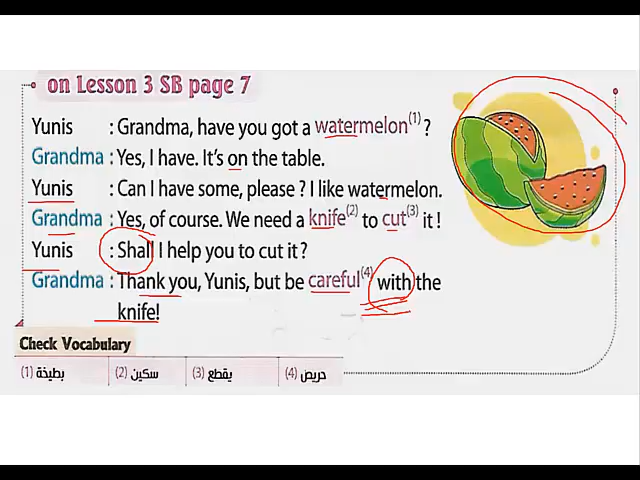 on Lesson 3 SB page 7
Yunis : Grandma, have you got a watermelon(1) ?
Grandma : Yes, I have. It's on the table.
Yunis : Can I have some, please ? I like watermelon.
Grandma : Yes, of course. We need a knife(2) to cut(3) it !
Yunis : Shall I help you to cut it ?
Grandma : Thank you, Yunis, but be careful(4) with the
knife!
Check Vocabulary
(1) بطيخة (2) سكين (3) يقطع (4) حريص